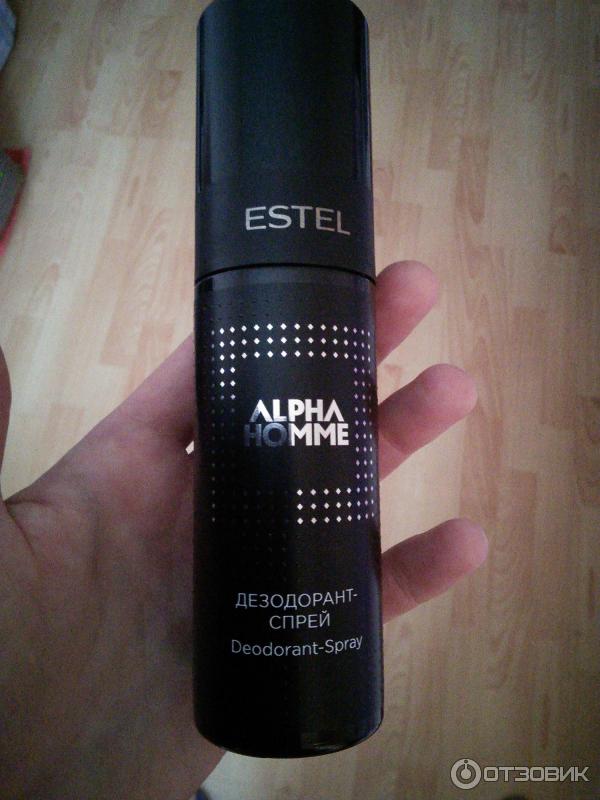 ESTEL
ALPHA
HOMME
ДЕЗОДОРАНТ-
СПРЕЙ
Deodorant-Spray
ОТЗОВИК